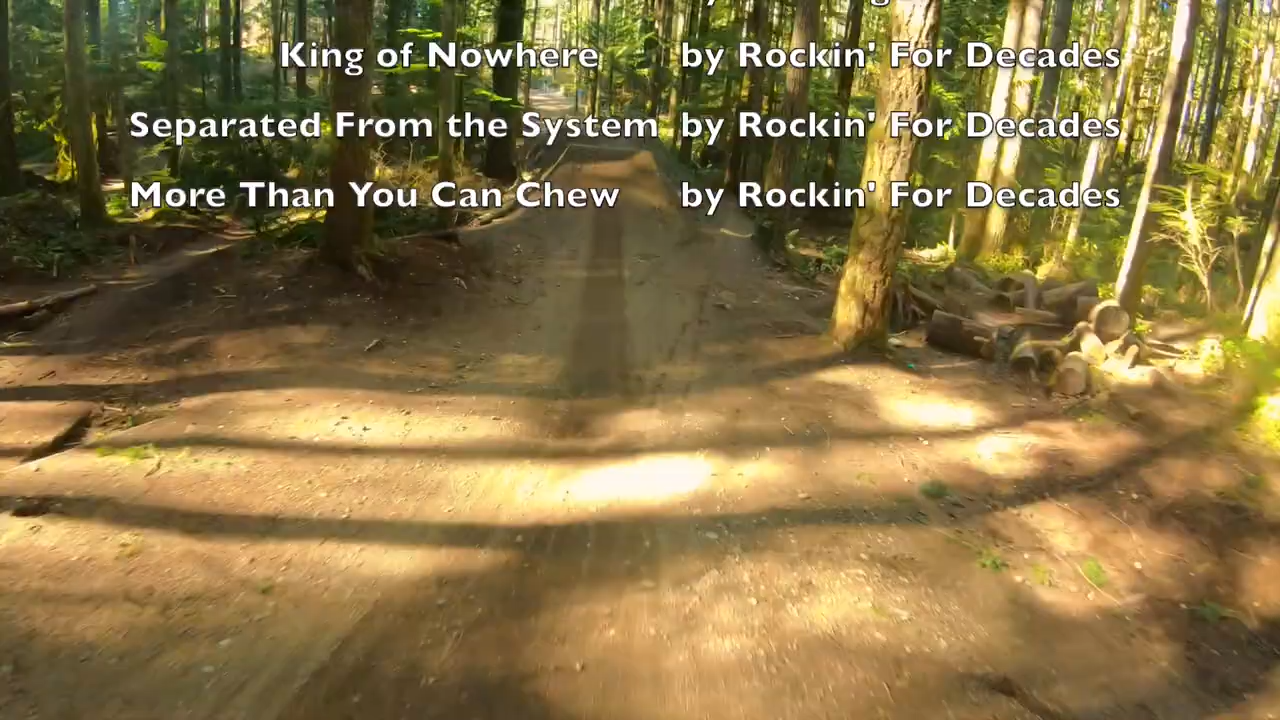 by
King of Nowhere by Rockin' For Decades
Separated From the System by Rockin' For Decades
More Than You Can Chew by Rockin' For Decades